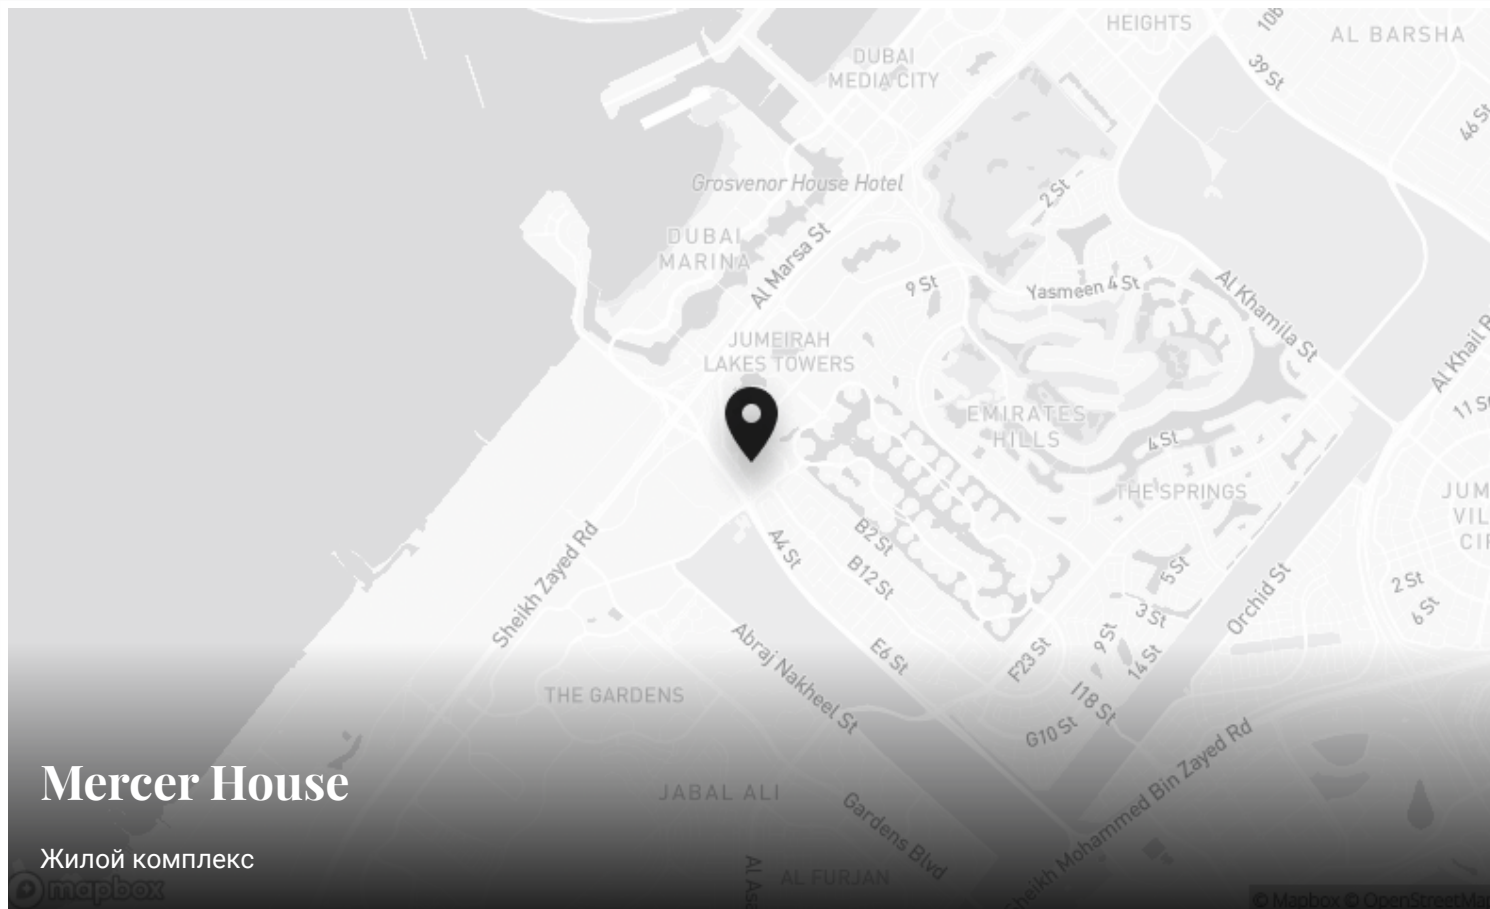 HEIGHTS
10b
AL BARSHA
DUBAI
MEDIA CITY
39 St
46 St
Grosvenor House Hotel
2 St
DUBAI
MARINA
Al Marsa St
9 St
Yasmeen 4 St
Al Khamila St
JUMEIRAH
LAKES TOWERS
Al Khail R
11 St
EMIRATES
HILLS
4 St
THE SPRINGS
JUM
VIL
CIR
Sheikh Zayed Rd
A4 St
B2 St
B12 St
5 St
3 St
Orchid St
2 St
6 St
9 St
14 St
Abraj Nakheel St
E6 St
F23 St
I18 St
G10 St
THE GARDENS
Sheikh Mohammed Bin Zayed Rd
Mercer House
JABAL ALI
Gardens Blvd
Жилой комплекс
Al Asa
AL FURJAN
mapbox
© Mapbox © OpenStreetMap